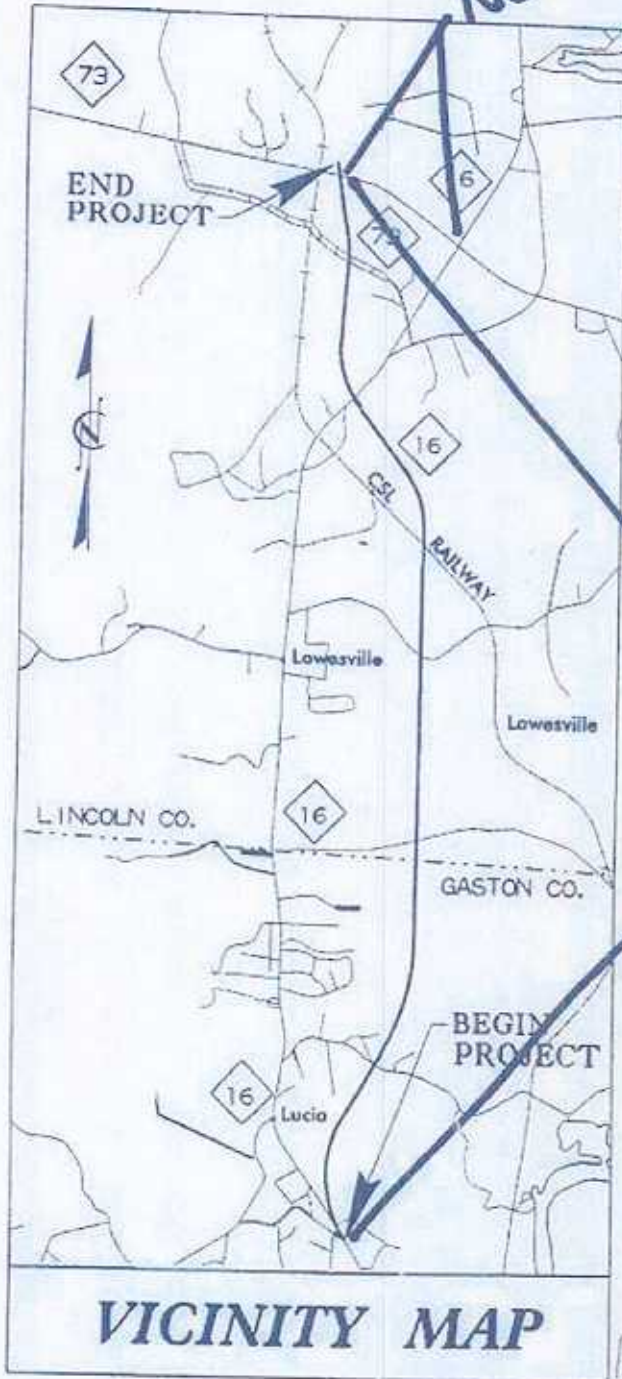 73
END
PROJECT
6
73
16
CSL
RAILWAY
Lowesville
Lowesville
16
LINCOLN CO.
GASTON CO.
BEGIN
PROJECT
16
Lucia
VICINITY MAP